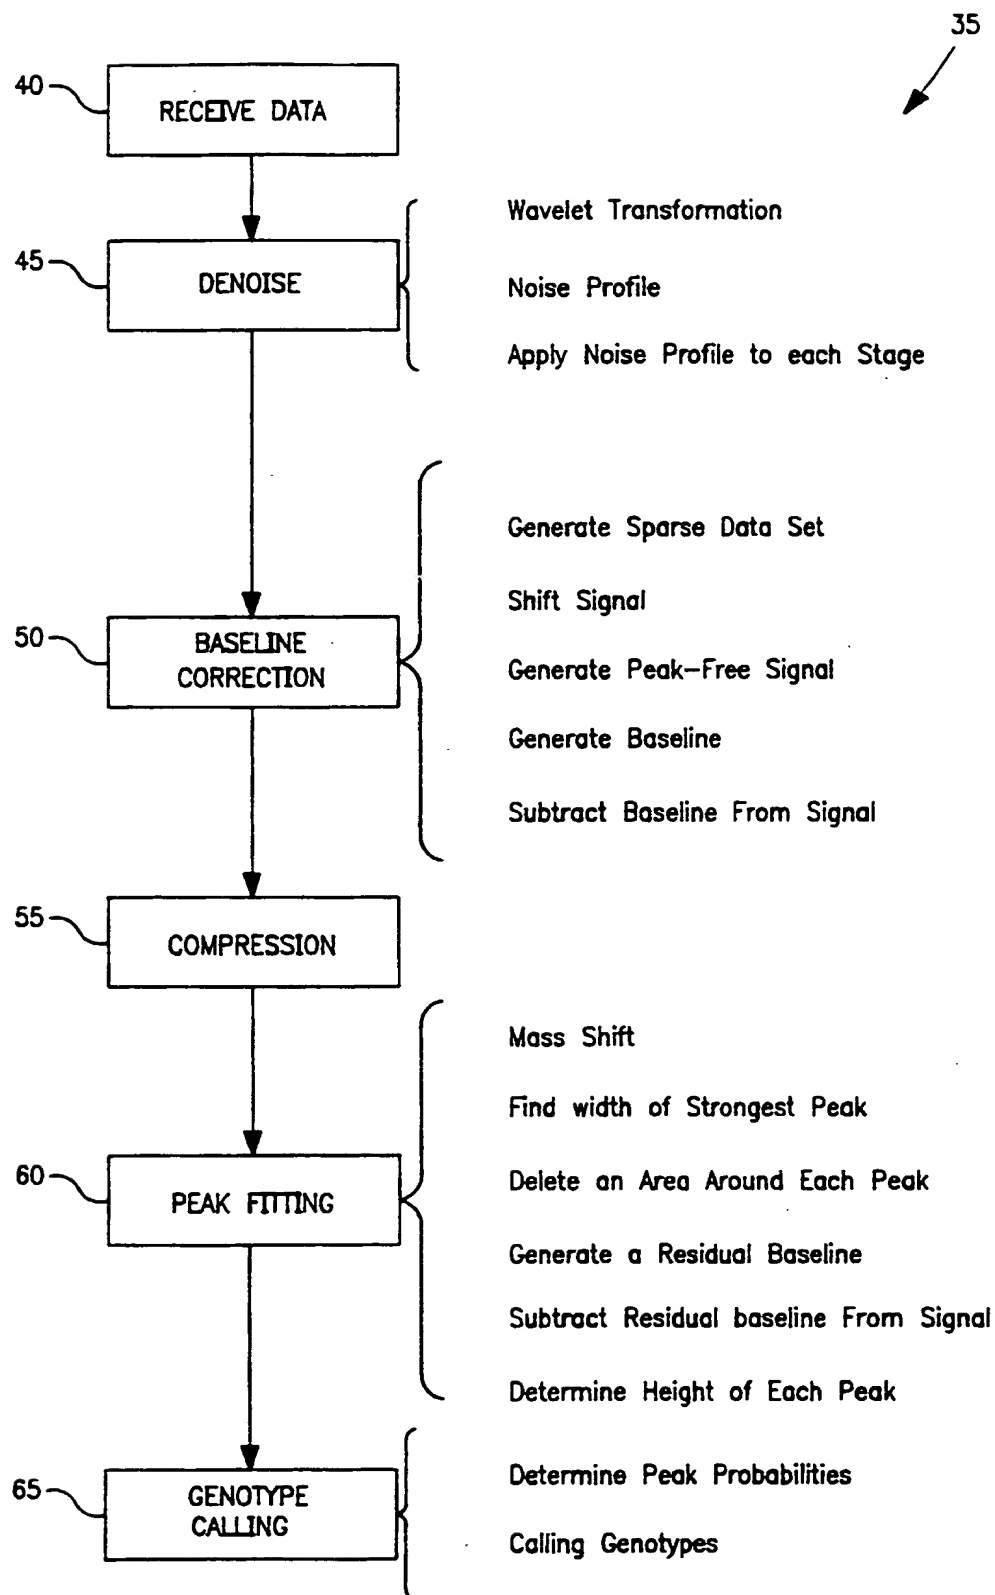 35
40
RECEIVE DATA
Wavelet Transformation
45
DENOISE
Noise Profile
Apply Noise Profile to each Stage
Generate Sparse Data Set
Shift Signal
50
BASELINE
CORRECTION
Generate Peak-Free Signal
Generate Baseline
Subtract Baseline From Signal
55
COMPRESSION
Mass Shift
Find width of Strongest Peak
60
PEAK FITTING
Delete an Area Around Each Peak
Generate a Residual Baseline
Subtract Residual baseline From Signal
Determine Height of Each Peak
65
GENOTYPE
CALLING
Determine Peak Probabilities
Calling Genotypes